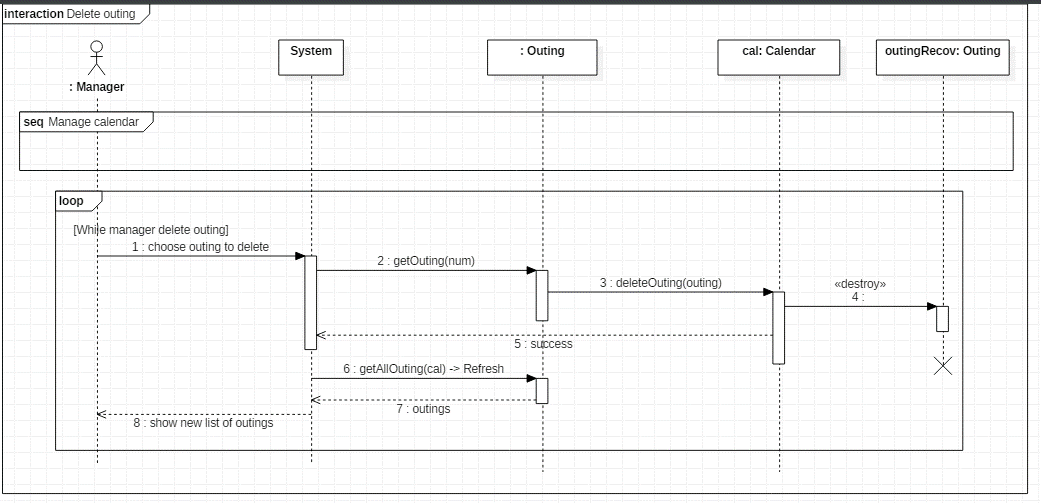 interaction Delete outing
: Manager
System
: Outing
cal: Calendar
outingRecov: Outing
seq Manage calendar
loop
[While manager delete outing]
1 : choose outing to delete
2 : getOuting(num)
3 : deleteOuting(outing)
«destroy»
4 :
5 : success
6 : getAllOuting(cal) -> Refresh
7 : outings
8 : show new list of outings